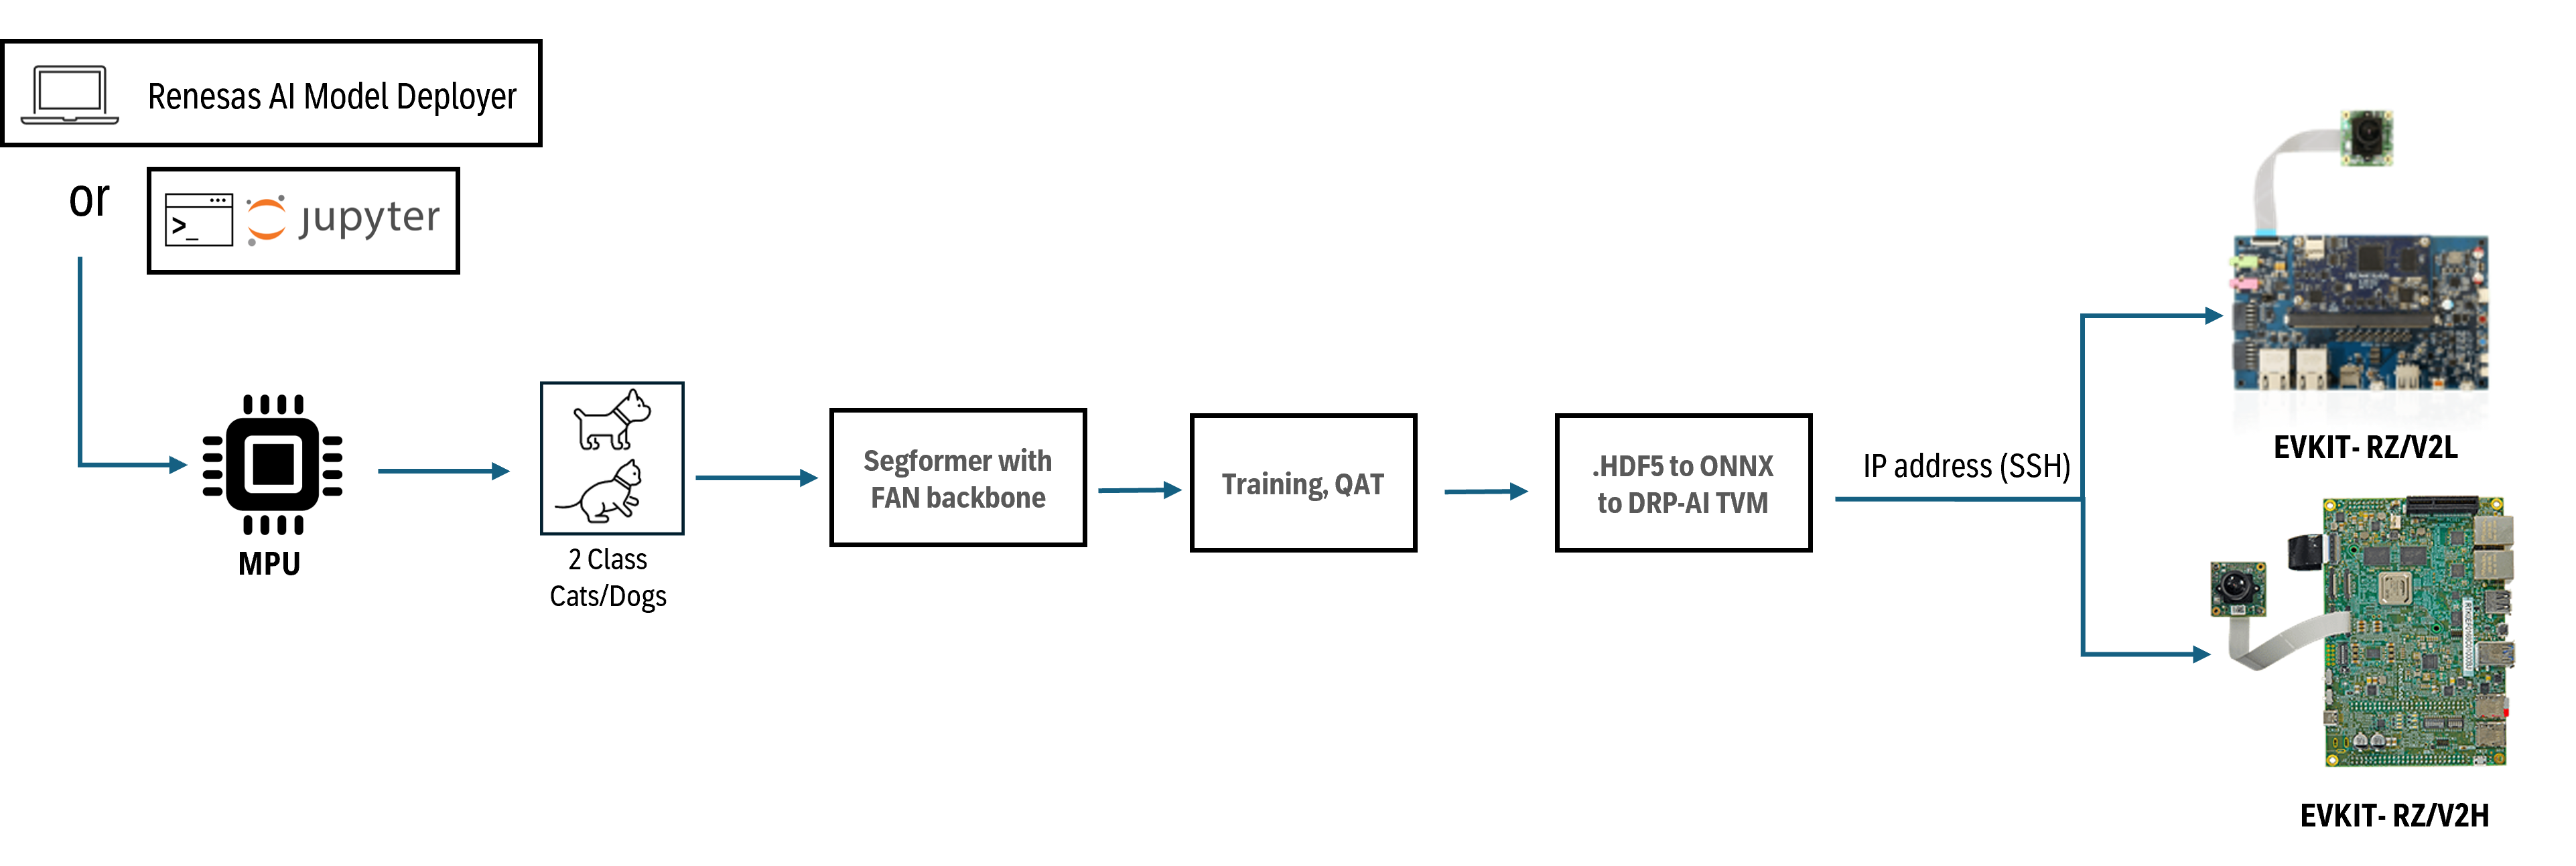 Renesas AI Model Deployer
or
>_
jupyter
MPU
2 Class
Cats/Dogs
Segformer with
FAN backbone
Training, QAT
.HDF5 to ONNX
to DRP-AI TVM
IP address (SSH)
EVKIT- RZ/V2L
EVKIT- RZ/V2H